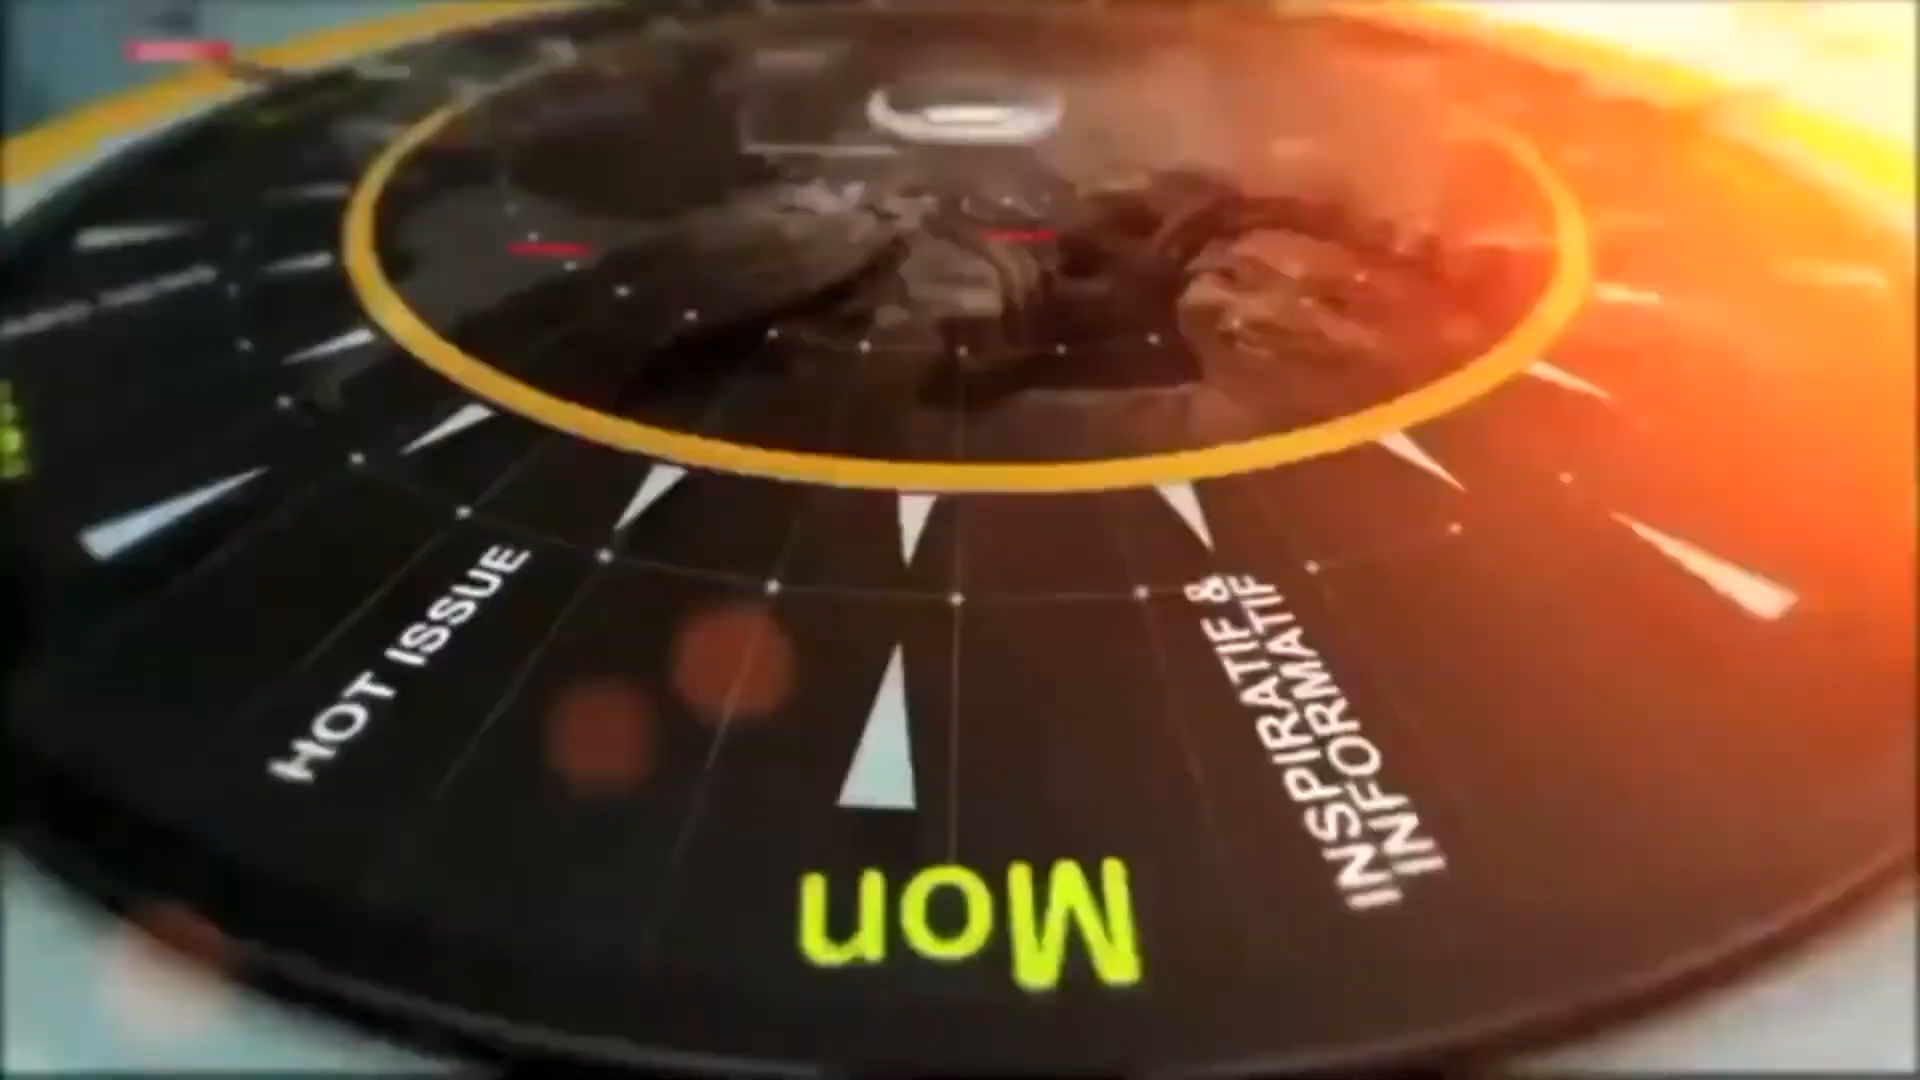 HOT ISSUE
INSPIRATIF &
INFORMATIF
Mon